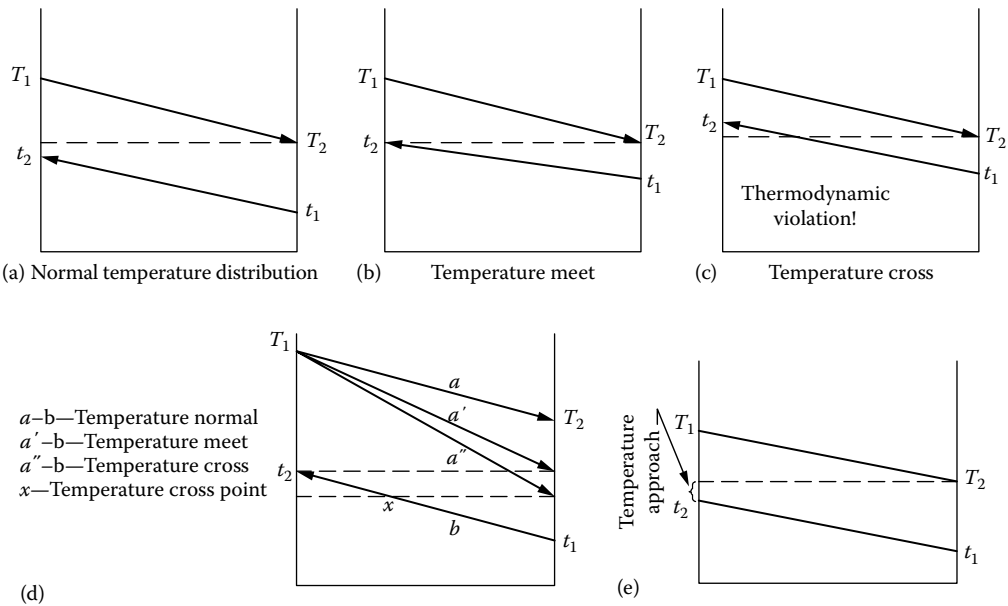 T1
t2
T2
t1
(a) Normal temperature distribution
T1
t2
T2
t1
(b) Temperature meet
T1
t2
T2
t1
Thermodynamic
violation!
(c) Temperature cross
a–b—Temperature normal
a′–b—Temperature meet
a″–b—Temperature cross
x—Temperature cross point
T1
a
a′
a″
T2
t2
x
b
t1
(d)
Temperature
approach
T1
t2
T2
t1
(e)